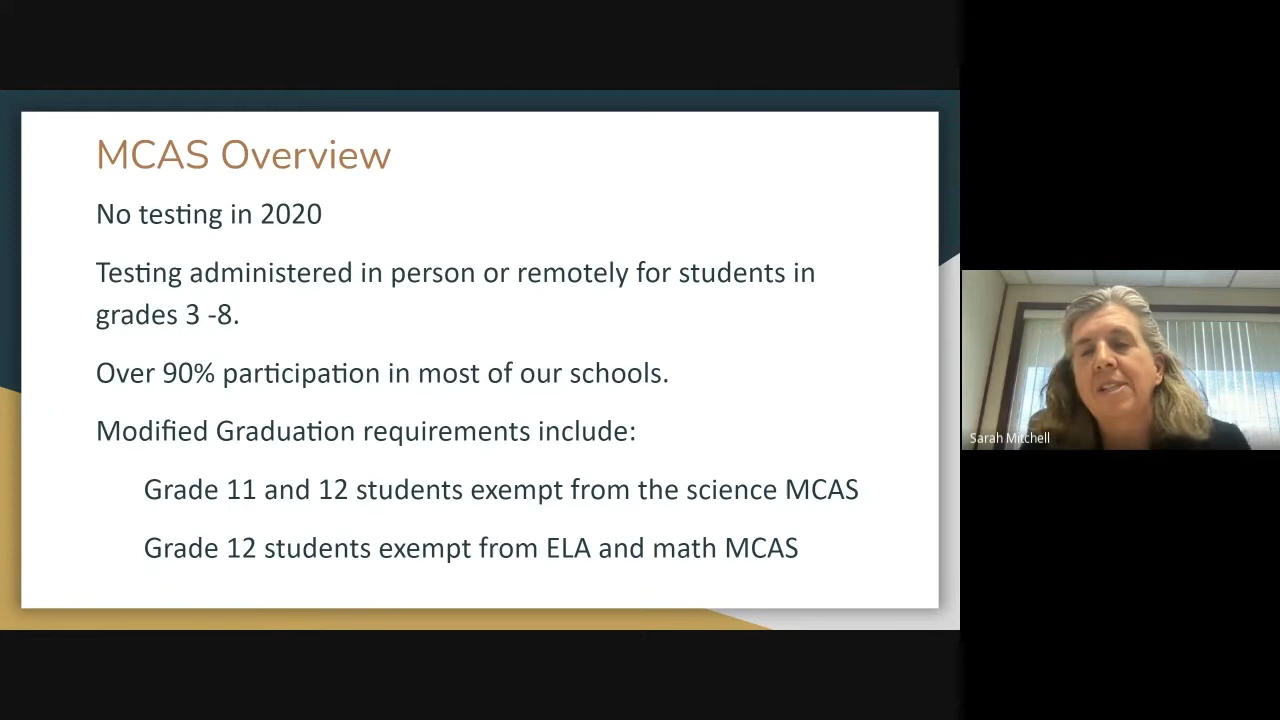 MCAS Overview
No testing in 2020
Testing administered in person or remotely for students in
grades 3 -8.
Over 90% participation in most of our schools.
Modified Graduation requirements include:
Grade 11 and 12 students exempt from the science MCAS
Grade 12 students exempt from ELA and math MCAS
Sarah Mitchell